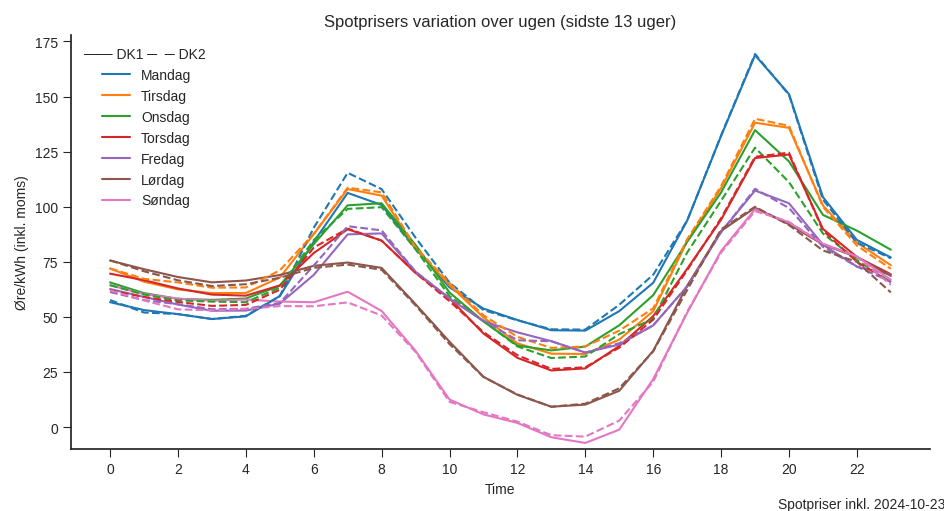 Spotprisers variation over ugen (sidste 13 uger)
Øre/kWh (inkl. moms)
175
150
125
100
75
50
25
0
DK1 DK2
Mandag
Tirsdag
Onsdag
Torsdag
Fredag
Lørdag
Søndag
0 2 4 6 8 10 12 14 16 18 20 22
Time
Spotpriser inkl. 2024-10-23